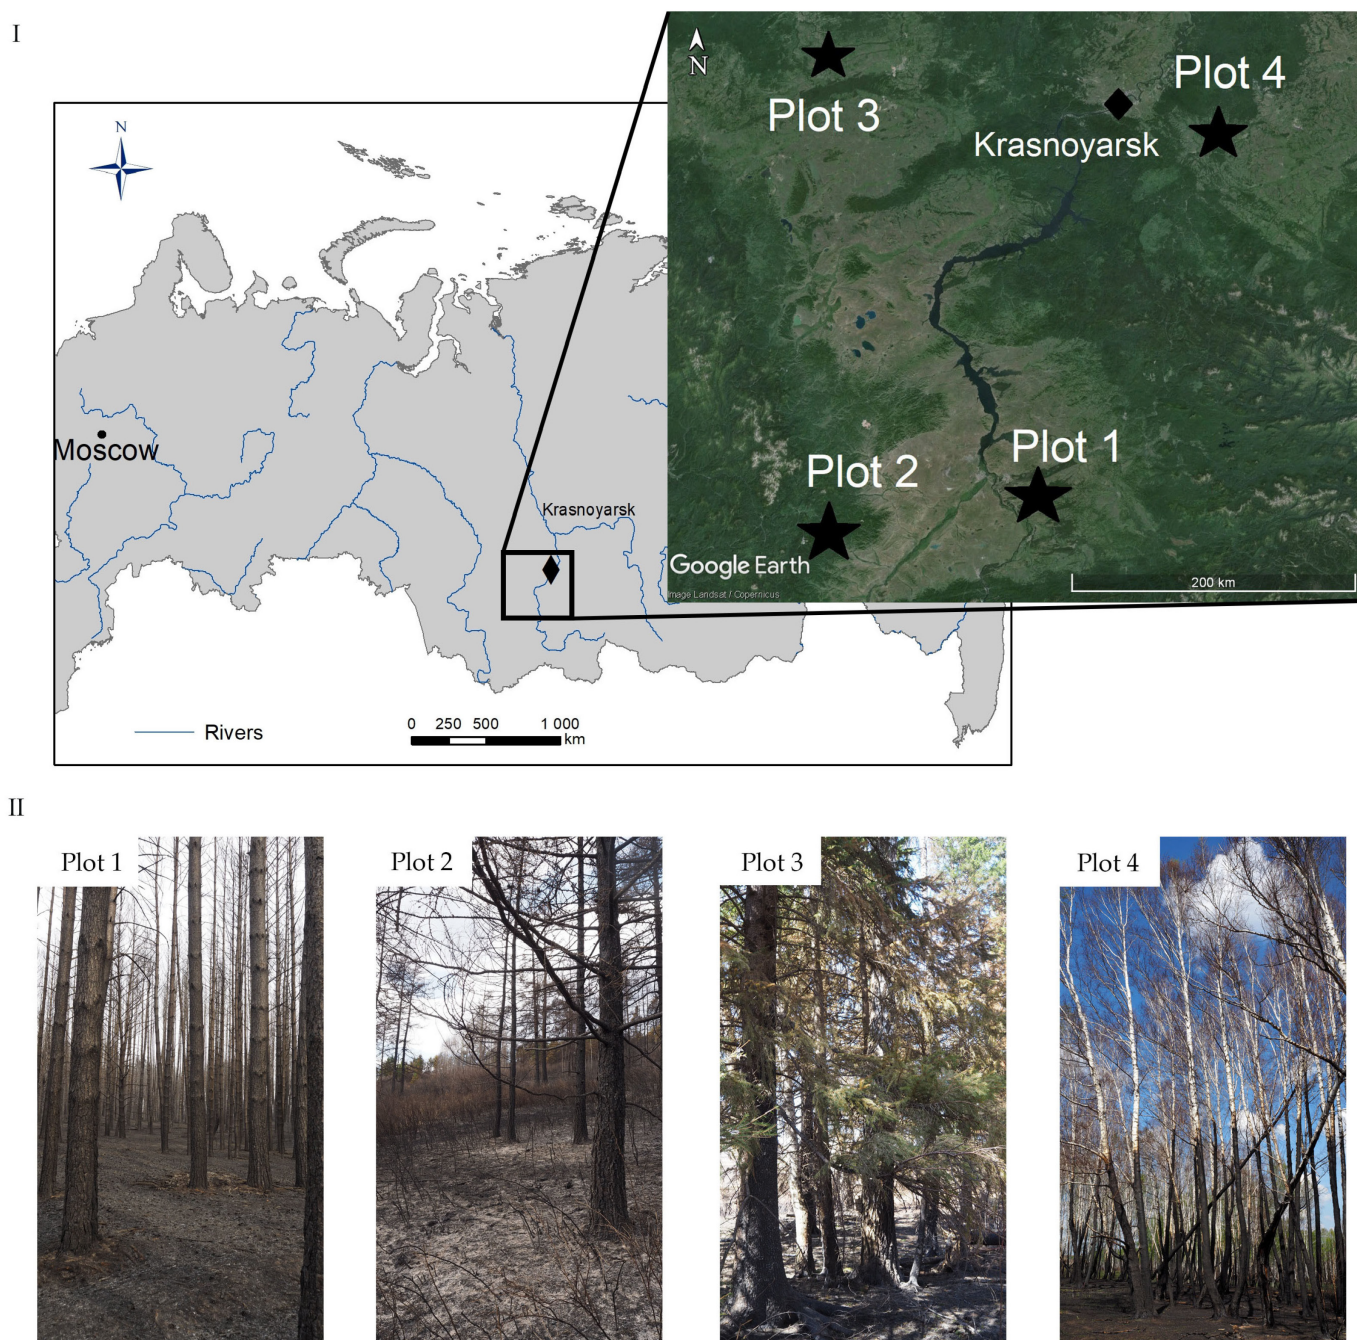 I
N
Plot 3
Plot 4
Krasnoyarsk
Plot 2
Plot 1
Google Earth
Image Landsat / Copernicus
200 km
N
Moscow
Krasnoyarsk
Rivers
0 250 500 1 000
km
II
Plot 1
Plot 2
Plot 3
Plot 4